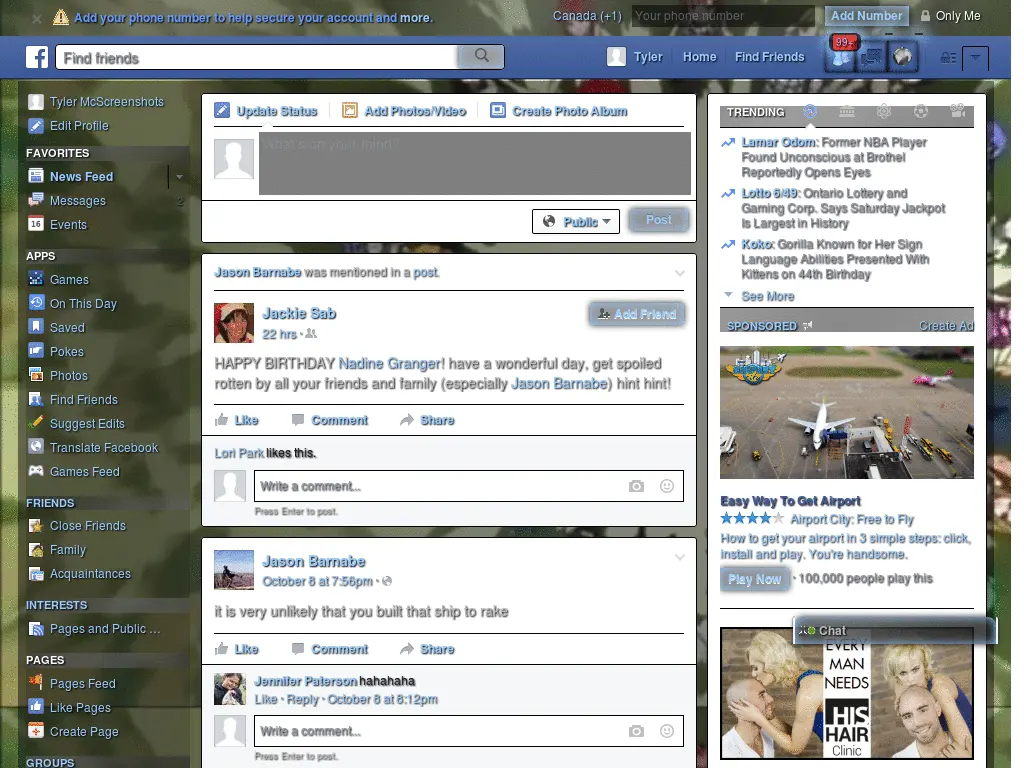 Add your phone number to help secure your account and more.
Canada (+1)
Your phone number
Add Number
Only Me
Find friends
Tyler
Home
Find Friends
99+
Tyler McScreenshots
Edit Profile
FAVORITES
News Feed
Messages
2
Events
APPS
Games
On This Day
Saved
Pokes
Photos
Find Friends
Suggest Edits
Translate Facebook
Games Feed
FRIENDS
Close Friends
Family
Acquaintances
INTERESTS
Pages and Public ...
PAGES
Pages Feed
Like Pages
Create Page
GROUPS
Update Status
Add Photos/Video
Create Photo Album
What's on your mind?
Public
Post
Jason Barnabe was mentioned in a post.
Jackie Sab
22 hrs ·
Add Friend
HAPPY BIRTHDAY Nadine Granger! have a wonderful day, get spoiled
rotten by all your friends and family (especially Jason Barnabe) hint hint!
Like
Comment
Share
Lori Park likes this.
Write a comment...
Press Enter to post.
Jason Barnabe
October 8 at 7:56pm ·
it is very unlikely that you built that ship to rake
Like
Comment
Share
Jennifer Paterson hahahaha
Like · Reply · October 8 at 8:12pm
Write a comment...
Press Enter to post.
TRENDING
Lamar Odom: Former NBA Player
Found Unconscious at Brothel
Reportedly Opens Eyes
Lotto 6/49: Ontario Lottery and
Gaming Corp. Says Saturday Jackpot
Is Largest in History
Koko: Gorilla Known for Her Sign
Language Abilities Presented With
Kittens on 44th Birthday
See More
SPONSORED
Create Ad
Easy Way To Get Airport
Airport City: Free to Fly
How to get your airport in 3 simple steps: click,
install and play. You're handsome.
Play Now
· 100,000 people play this
Chat
EVERY
MAN
NEEDS
HIS
HAIR
Clinic